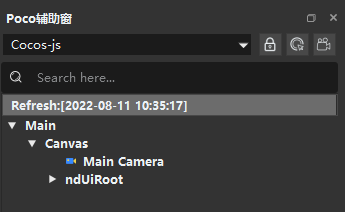 Poco辅助窗
Cocos-js
Search here...
Refresh:[2022-08-11 10:35:17]
Main
Canvas
Main Camera
ndUiRoot